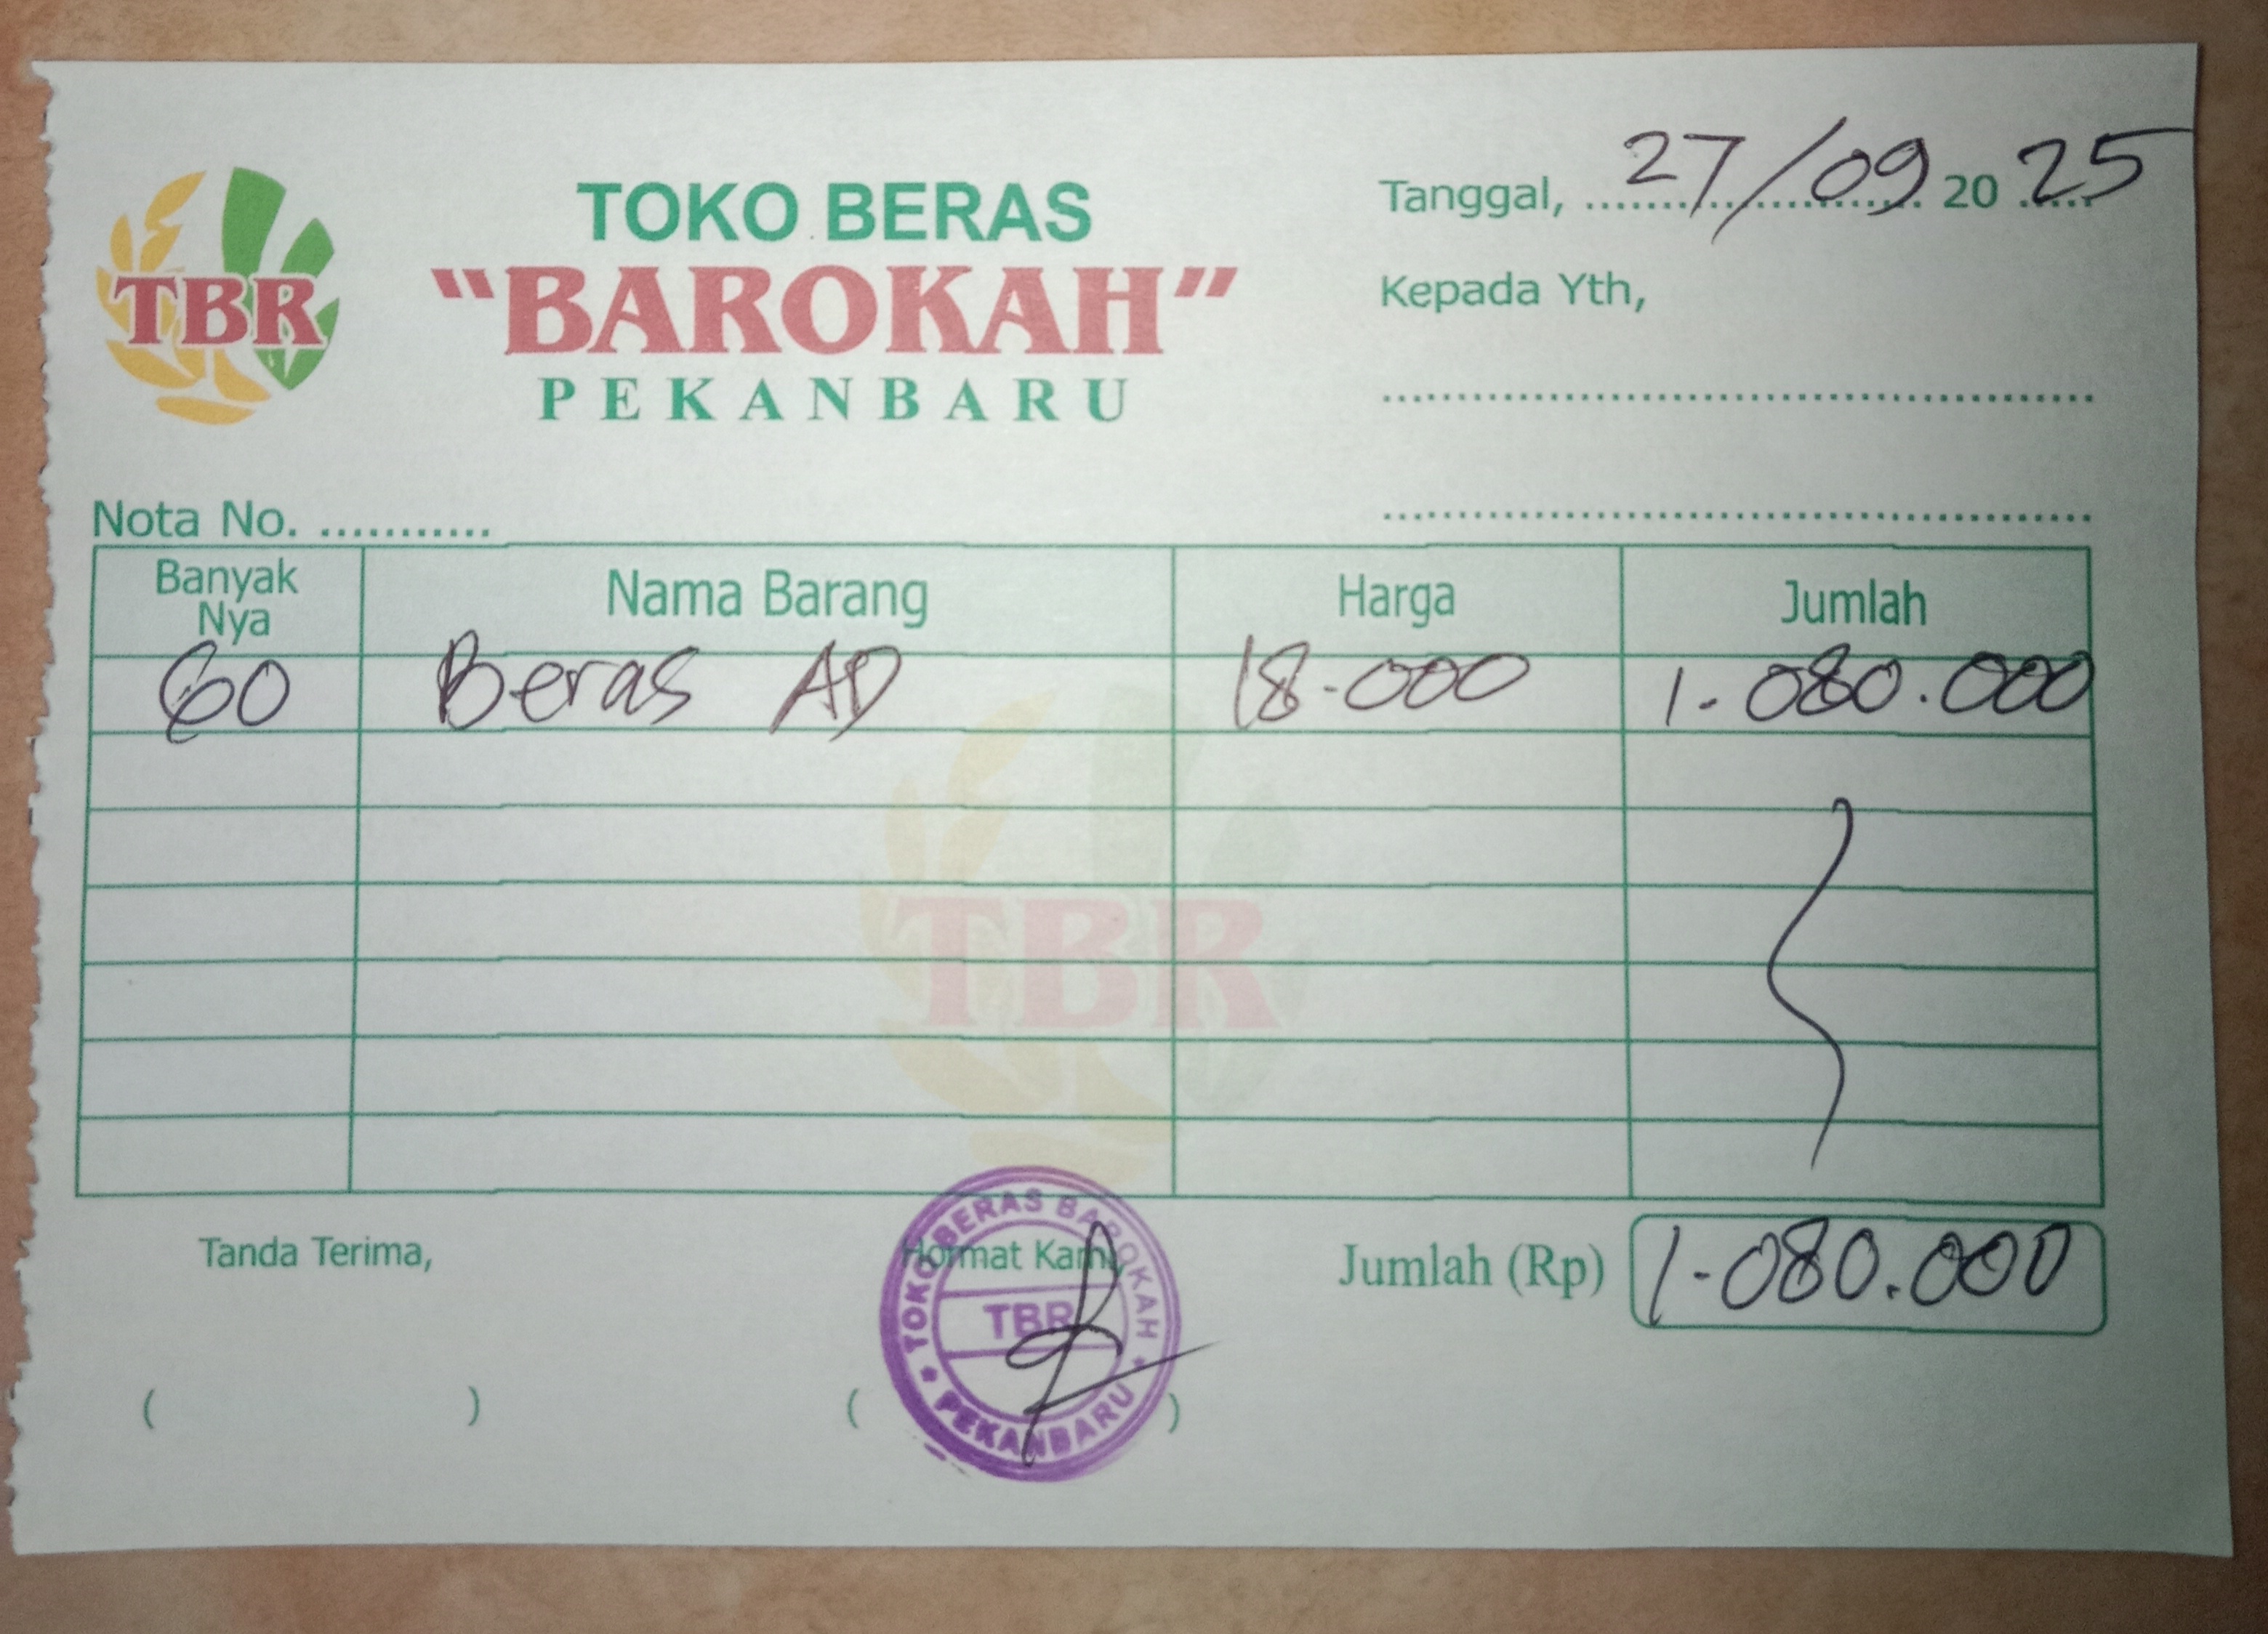 TBR
TOKO BERAS
"BAROKAH"
PEKANBARU
Tanggal, 27/09 20 25
Kepada Yth,
Nota No. ...........
Banyak Nya Nama Barang Harga Jumlah
60 Beras AD 18.000 1.080.000
TBR
Tanda Terima,
Hormat Kami,
Jumlah (Rp) 1.080.000
TOKO BERAS BAROKAH
TBR
PEKANBARU
( ) ( )